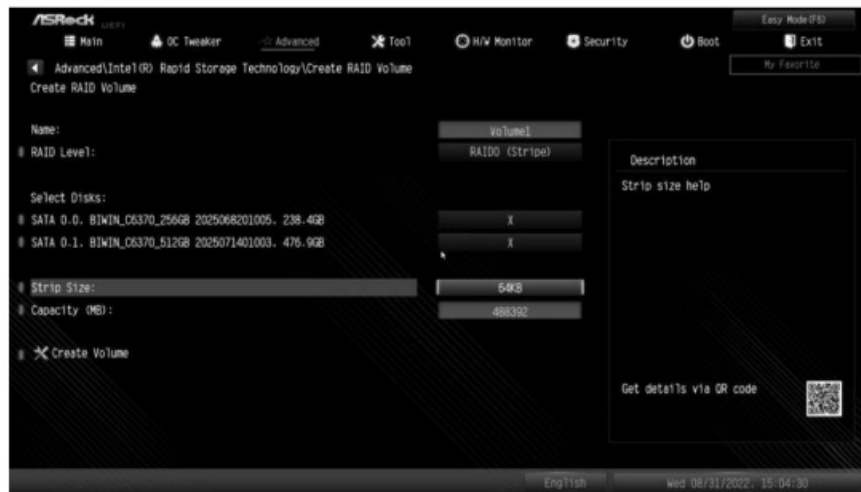 ASRock UEFI
Easy Mode(F6)
Main OC Tweaker Advanced Tool H/W Monitor Security Boot Exit
Advanced\Intel(R) Rapid Storage Technology\Create RAID Volume
My Favorite
Create RAID Volume
Name: Volume1
RAID Level: RAID0 (Stripe)
Description
Strip size help
Select Disks:
SATA 0.0. BIWIN_C6370_256GB 2025068201005. 238.4GB X
SATA 0.1. BIWIN_C6370_512GB 2025071401003. 476.9GB X
Strip Size: 64KB
Capacity (MB): 488392
Create Volume
Get details via QR code
English Wed 08/31/2022. 15:04:30